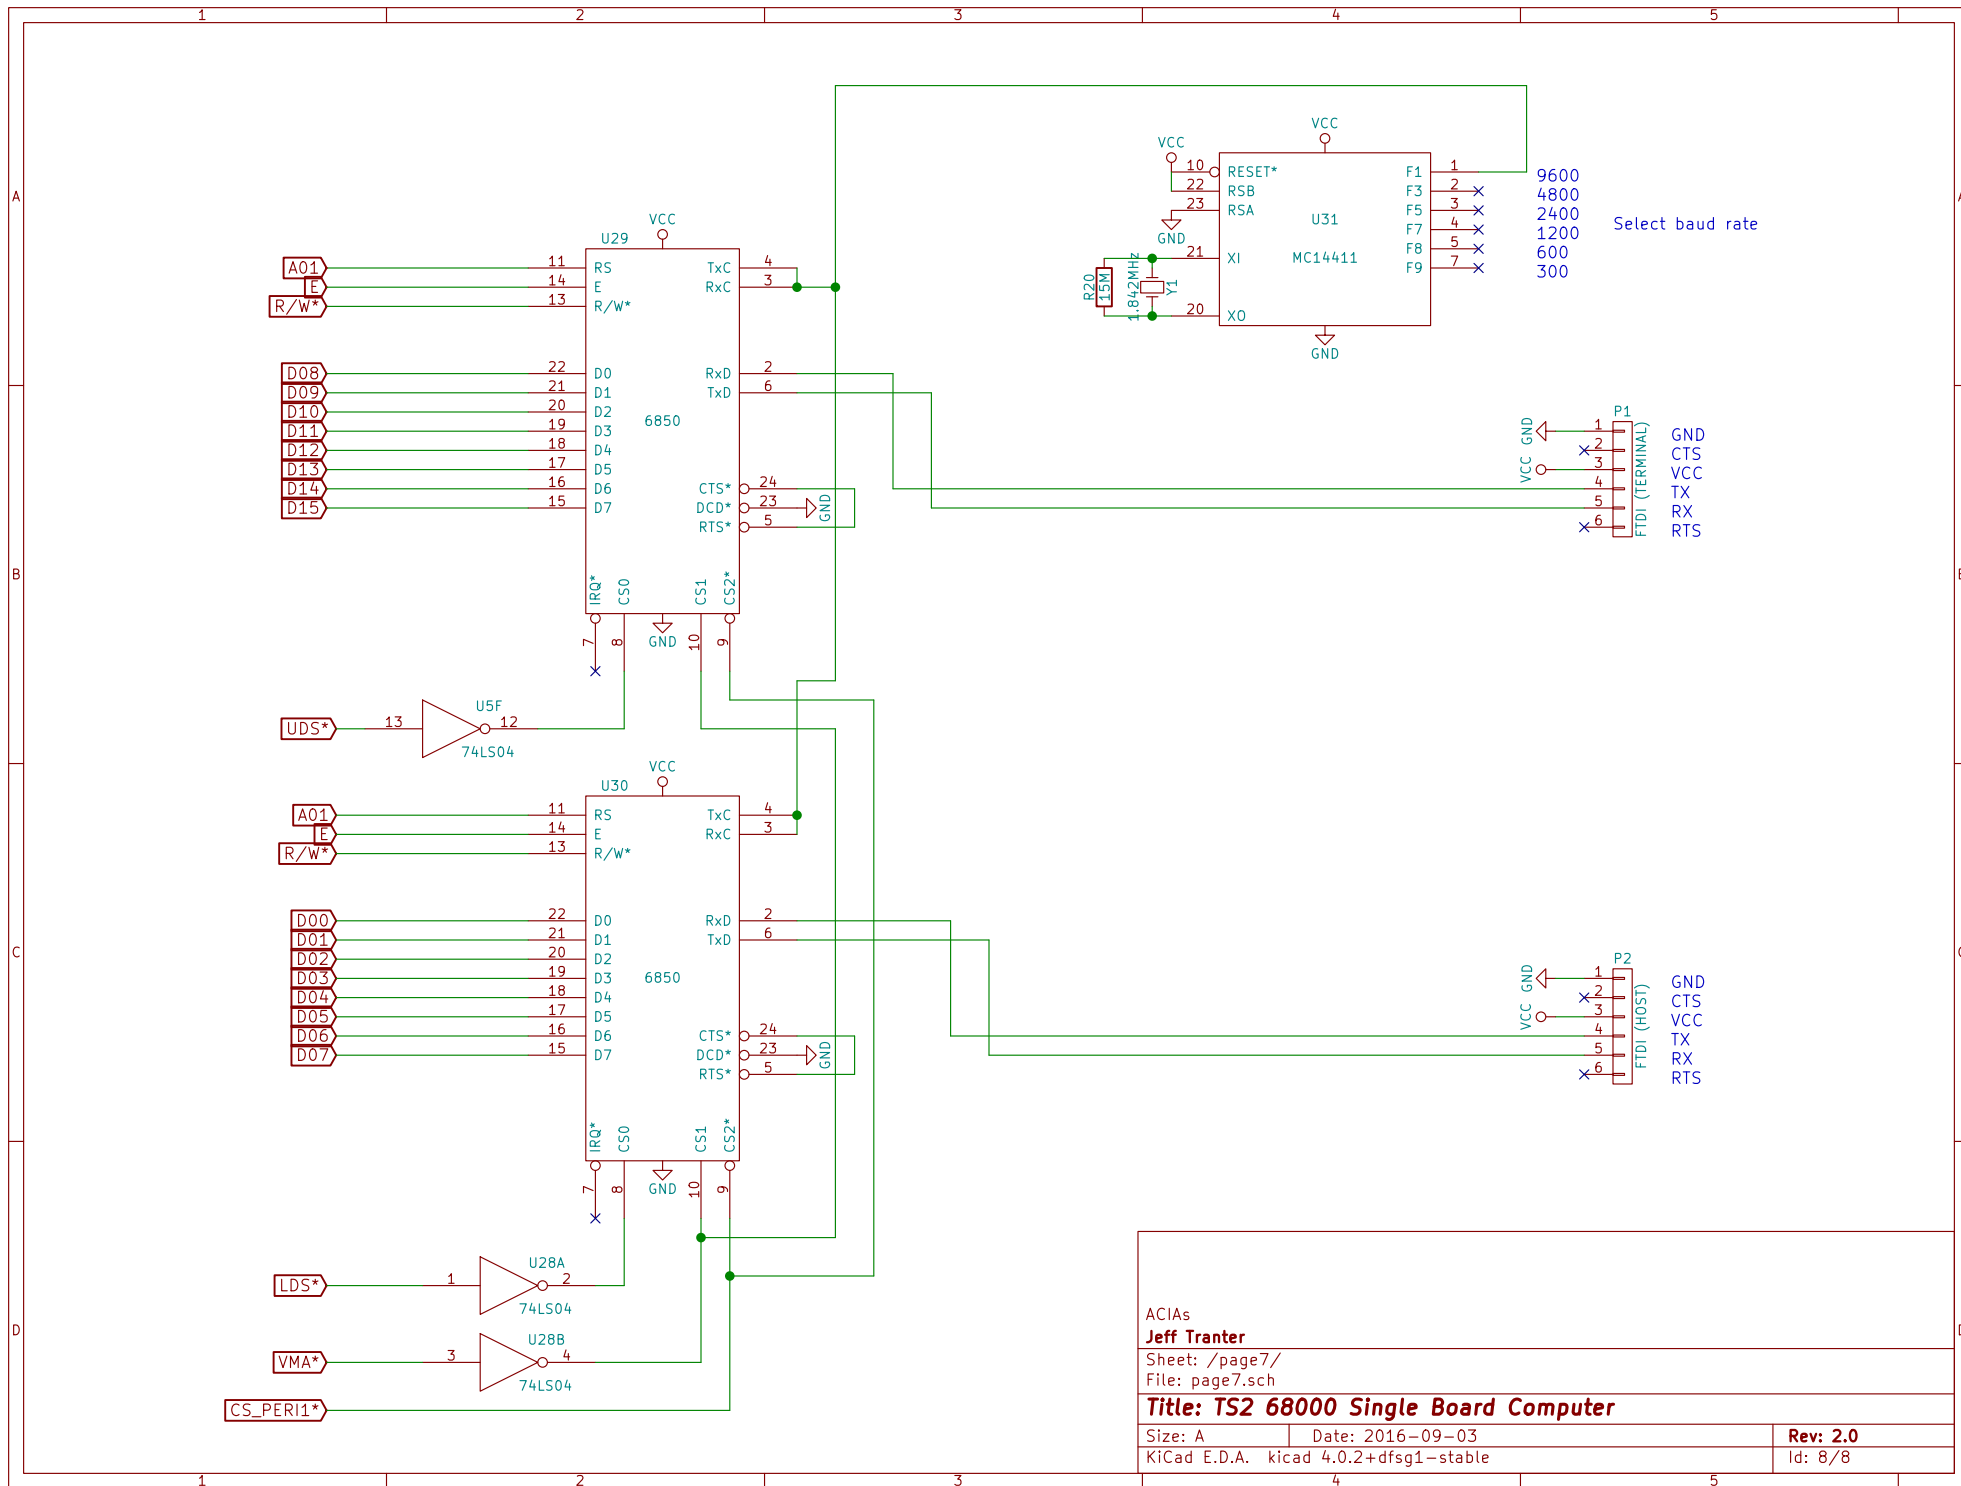 1 2 3 4 5
A
B
C
D
VCC
U29
A01 11 RS TxC 4
E 14 E RxC 3
R/W* 13 R/W*
D08 22 D0 RxD 2
D09 21 D1 TxD 6
D10 20 D2
D11 19 D3
6850
D12 18 D4
D13 17 D5
D14 16 D6 CTS* 24
D15 15 D7 DCD* 23 GND
RTS* 5
IRQ* CS0 CS1 CS2*
7 8 GND 10 9
UDS* 13 U5F 12
74LS04
VCC
U30
A01 11 RS TxC 4
E 14 E RxC 3
R/W* 13 R/W*
D00 22 D0 RxD 2
D01 21 D1 TxD 6
D02 20 D2
D03 19 D3
6850
D04 18 D4
D05 17 D5
D06 16 D6 CTS* 24
D07 15 D7 DCD* 23 GND
RTS* 5
IRQ* CS0 CS1 CS2*
7 8 GND 10 9
LDS* 1 U28A 2
74LS04
VMA* 3 U28B 4
74LS04
CS_PERI1*
VCC
VCC
10 RESET* F1 1 9600
22 RSB F3 2 4800
23 RSA F5 3 2400
GND
U31
F7 4 1200
Select baud rate
21 XI MC14411 F8 5 600
F9 7 300
R20
15M
1.842MHz
Y1
20 XO
GND
P1
GND 1 GND
2 CTS
VCC 3 VCC
4 TX
5 RX
6 RTS
FTDI (TERMINAL)
P2
GND 1 GND
2 CTS
VCC 3 VCC
4 TX
5 RX
6 RTS
FTDI (HOST)
ACIAs
Jeff Tranter
Sheet: /page7/
File: page7.sch
Title: TS2 68000 Single Board Computer
Size: A Date: 2016-09-03 Rev: 2.0
KiCad E.D.A. kicad 4.0.2+dfsg1-stable Id: 8/8
1 2 3 4 5